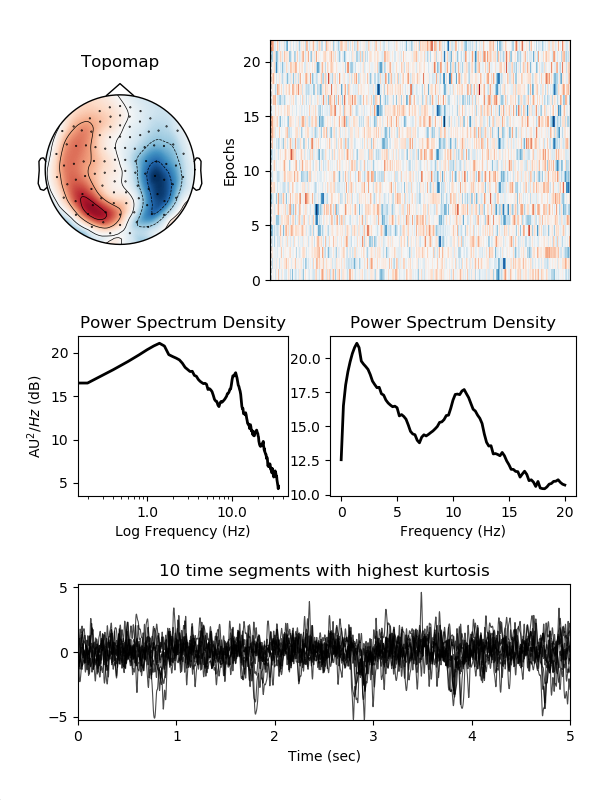 Topomap
Epochs
20
15
10
5
0
Power Spectrum Density
AU²/Hz (dB)
20
15
10
5
1.0 10.0
Log Frequency (Hz)
Power Spectrum Density
20.0
17.5
15.0
12.5
10.0
0 5 10 15 20
Frequency (Hz)
10 time segments with highest kurtosis
5
0
−5
0 1 2 3 4 5
Time (sec)